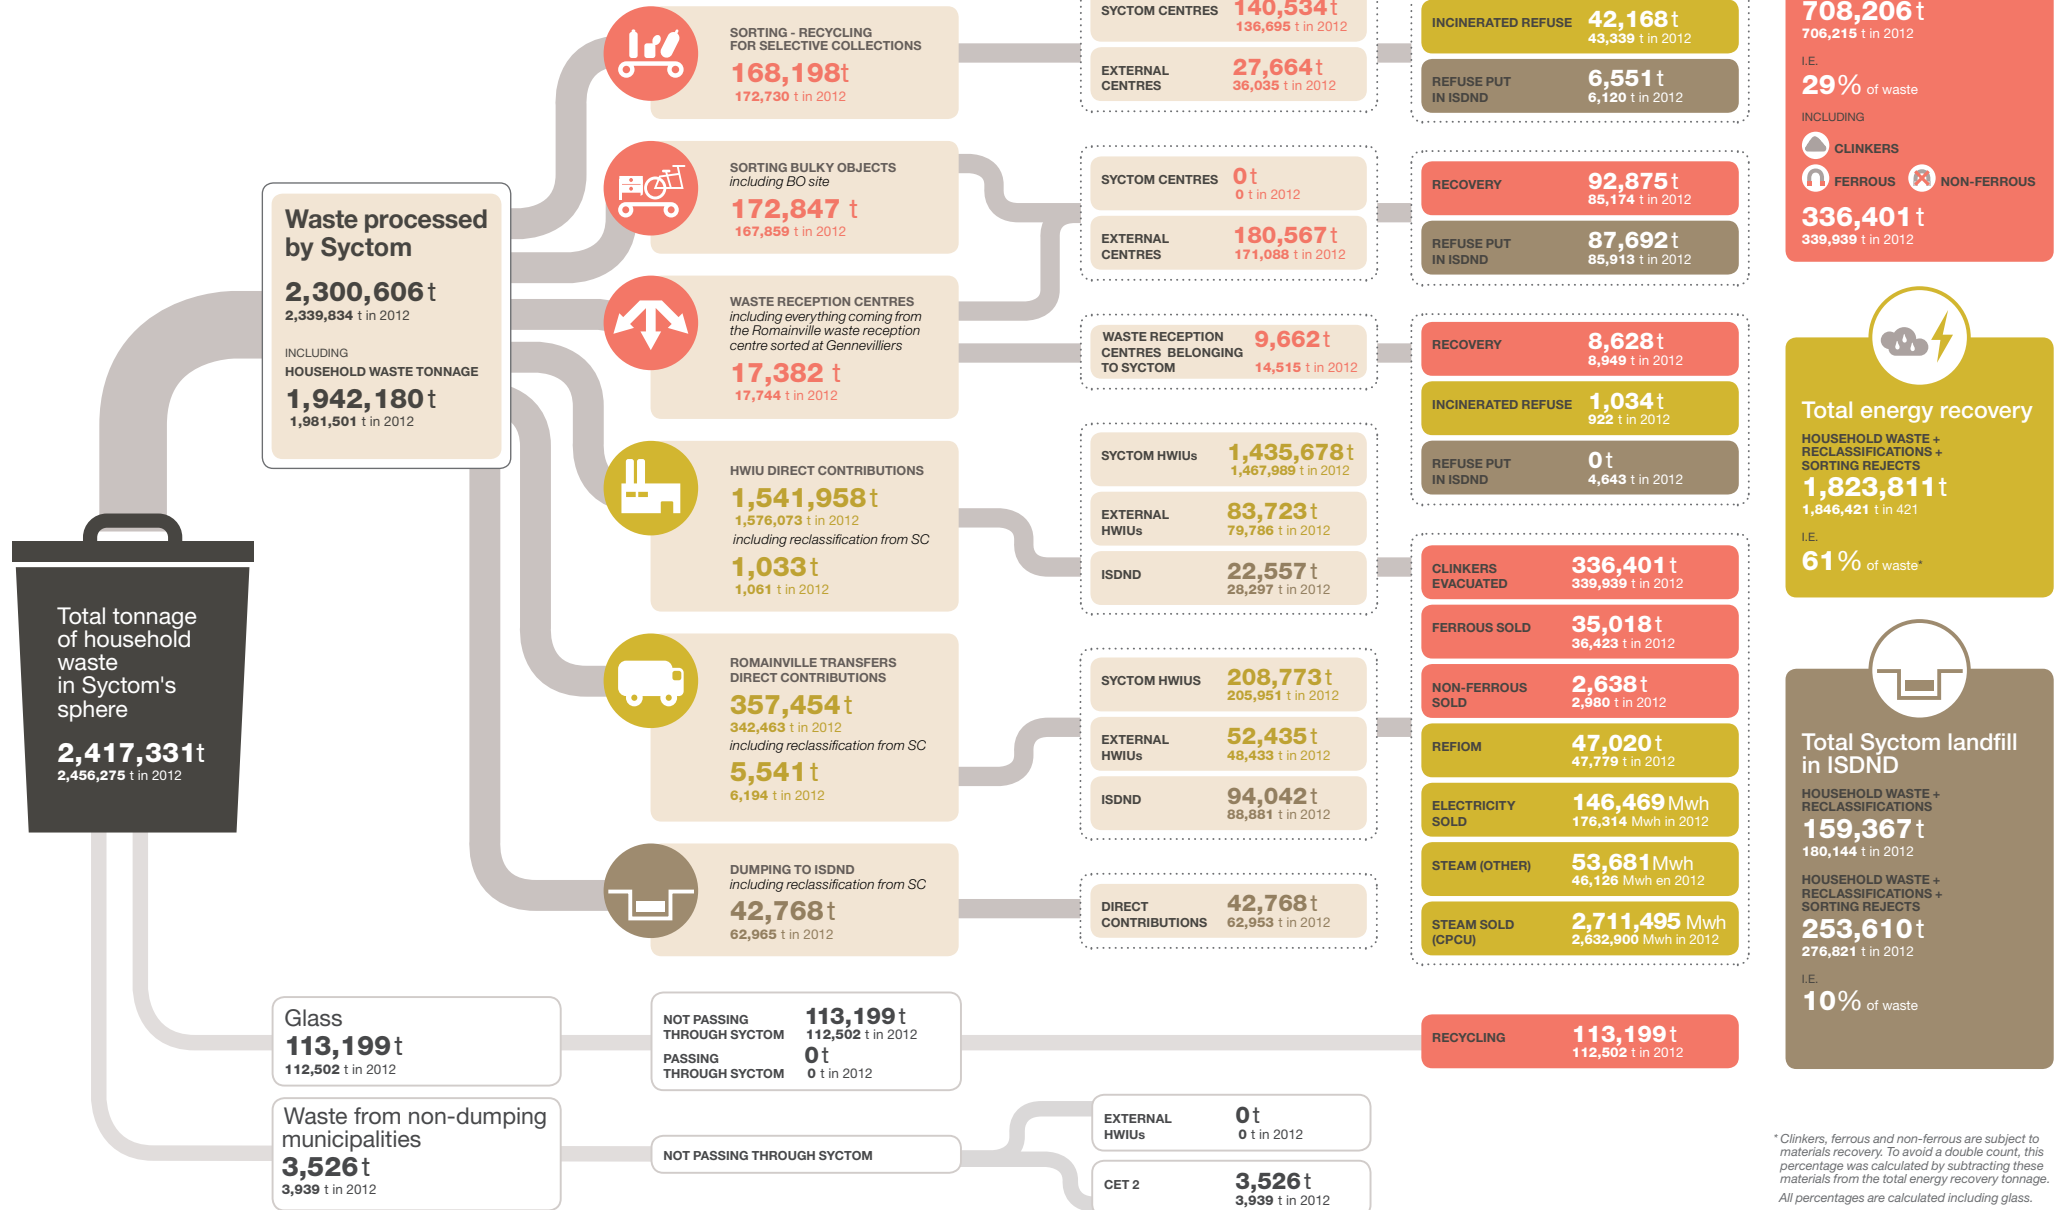 SYCTOM CENTRES 140,534 t
136,695 t in 2012
EXTERNAL
CENTRES
27,664 t
36,035 t in 2012
INCINERATED REFUSE 42,168 t
43,339 t in 2012
REFUSE PUT
IN ISDND
6,551 t
6,120 t in 2012
708,206 t
706,215 t in 2012
I.E.
29% of waste
INCLUDING
CLINKERS
FERROUS NON-FERROUS
336,401 t
339,939 t in 2012
SORTING - RECYCLING
FOR SELECTIVE COLLECTIONS
168,198t
172,730 t in 2012
SORTING BULKY OBJECTS
including BO site
172,847 t
167,859 t in 2012
SYCTOM CENTRES 0 t
0 t in 2012
EXTERNAL
CENTRES
180,567 t
171,088 t in 2012
RECOVERY 92,875 t
85,174 t in 2012
REFUSE PUT
IN ISDND
87,692 t
85,913 t in 2012
Waste processed
by Syctom
2,300,606 t
2,339,834 t in 2012
INCLUDING
HOUSEHOLD WASTE TONNAGE
1,942,180 t
1,981,501 t in 2012
WASTE RECEPTION CENTRES
including everything coming from
the Romainville waste reception
centre sorted at Gennevilliers
17,382 t
17,744 t in 2012
WASTE RECEPTION
CENTRES BELONGING
TO SYCTOM
9,662 t
14,515 t in 2012
RECOVERY 8,628 t
8,949 t in 2012
INCINERATED REFUSE 1,034 t
922 t in 2012
REFUSE PUT
IN ISDND
0 t
4,643 t in 2012
Total energy recovery
HOUSEHOLD WASTE +
RECLASSIFICATIONS +
SORTING REJECTS
1,823,811 t
1,846,421 t in 421
I.E.
61% of waste*
HWIU DIRECT CONTRIBUTIONS
1,541,958 t
1,576,073 t in 2012
including reclassification from SC
1,033 t
1,061 t in 2012
SYCTOM HWIUs 1,435,678 t
1,467,989 t in 2012
EXTERNAL
HWIUs
83,723 t
79,786 t in 2012
ISDND 22,557 t
28,297 t in 2012
CLINKERS
EVACUATED
336,401 t
339,939 t in 2012
FERROUS SOLD 35,018 t
36,423 t in 2012
NON-FERROUS
SOLD
2,638 t
2,980 t in 2012
REFIOM 47,020 t
47,779 t in 2012
ELECTRICITY
SOLD
146,469 Mwh
176,314 Mwh in 2012
STEAM (OTHER) 53,681 Mwh
46,126 Mwh en 2012
STEAM SOLD
(CPCU)
2,711,495 Mwh
2,632,900 Mwh in 2012
Total tonnage
of household
waste
in Syctom's
sphere
2,417,331t
2,456,275 t in 2012
ROMAINVILLE TRANSFERS
DIRECT CONTRIBUTIONS
357,454 t
342,463 t in 2012
including reclassification from SC
5,541 t
6,194 t in 2012
SYCTOM HWIUS 208,773 t
205,951 t in 2012
EXTERNAL
HWIUs
52,435 t
48,433 t in 2012
ISDND 94,042 t
88,881 t in 2012
Total Syctom landfill
in ISDND
HOUSEHOLD WASTE +
RECLASSIFICATIONS
159,367 t
180,144 t in 2012
HOUSEHOLD WASTE +
RECLASSIFICATIONS +
SORTING REJECTS
253,610 t
276,821 t in 2012
I.E.
10% of waste
DUMPING TO ISDND
including reclassification from SC
42,768 t
62,965 t in 2012
DIRECT
CONTRIBUTIONS
42,768 t
62,953 t in 2012
Glass
113,199 t
112,502 t in 2012
NOT PASSING
THROUGH SYCTOM
113,199 t
112,502 t in 2012
PASSING
THROUGH SYCTOM
0 t
0 t in 2012
RECYCLING 113,199 t
112,502 t in 2012
Waste from non-dumping
municipalities
3,526 t
3,939 t in 2012
NOT PASSING THROUGH SYCTOM
EXTERNAL
HWIUs
0 t
0 t in 2012
CET 2 3,526 t
3,939 t in 2012
* Clinkers, ferrous and non-ferrous are subject to
materials recovery. To avoid a double count, this
percentage was calculated by subtracting these
materials from the total energy recovery tonnage.
All percentages are calculated including glass.